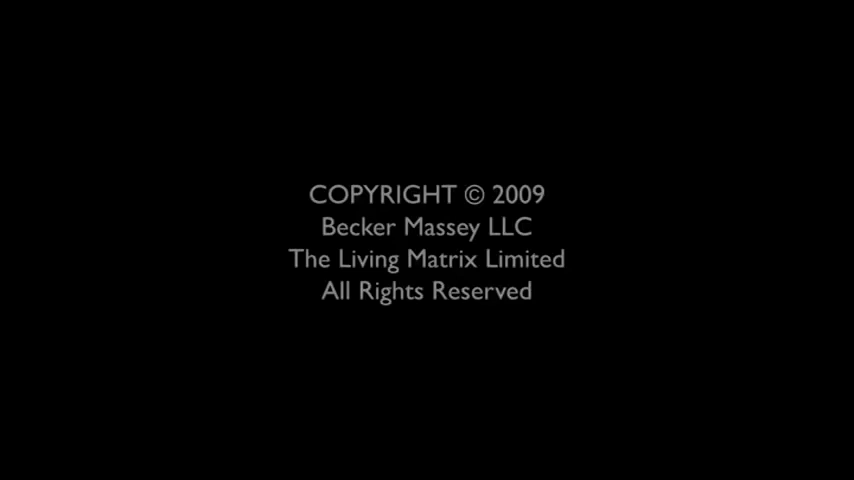 COPYRIGHT © 2009
Becker Massey LLC
The Living Matrix Limited
All Rights Reserved